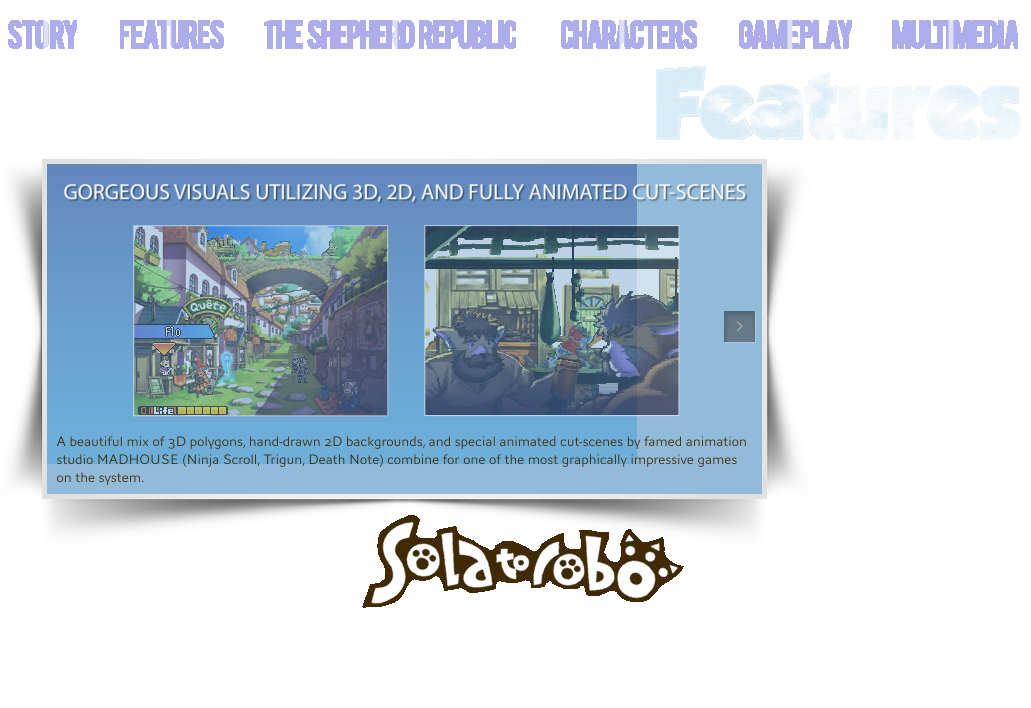 STORY FEATURES THE SHEPHERD REPUBLIC CHARACTERS GAMEPLAY MULTIMEDIA
Features
GORGEOUS VISUALS UTILIZING 3D, 2D, AND FULLY ANIMATED CUT-SCENES
Quête
Flo
Life
A beautiful mix of 3D polygons, hand-drawn 2D backgrounds, and special animated cut-scenes by famed animation
studio MADHOUSE (Ninja Scroll, Trigun, Death Note) combine for one of the most graphically impressive games
on the system.
Solatorobo